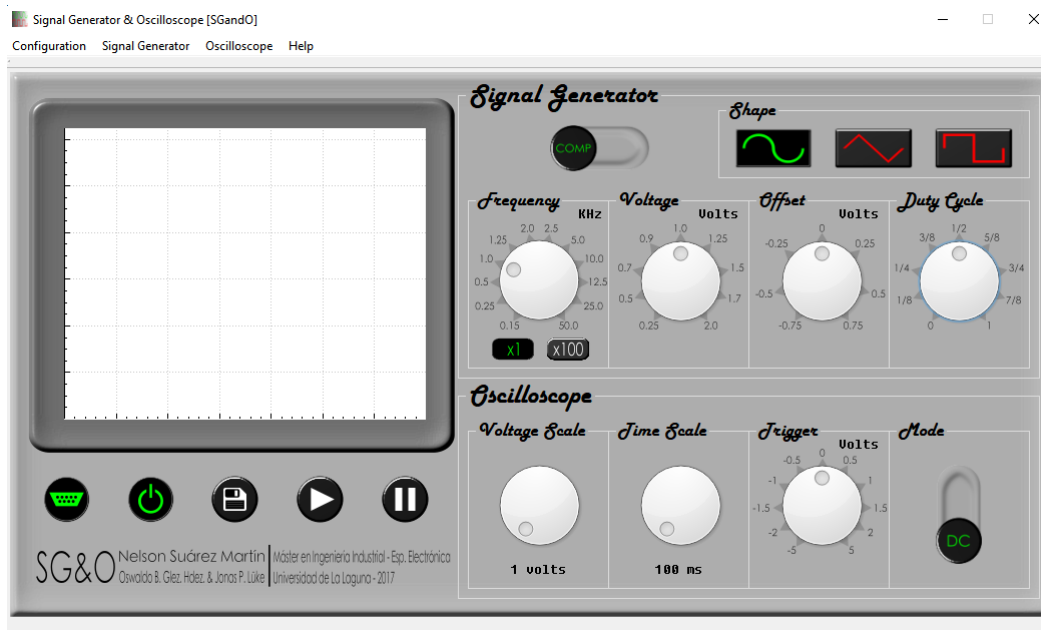 Signal Generator & Oscilloscope [SGandO]
Configuration Signal Generator Oscilloscope Help
Signal Generator
COMP
Shape
Frequency
KHz
0.15
0.25
0.5
1.0
1.25
2.0
2.5
5.0
10.0
12.5
25.0
50.0
x1
x100
Voltage
Volts
0.25
0.5
0.7
0.9
1.0
1.25
1.5
1.7
2.0
Offset
Volts
-0.75
-0.5
-0.25
0
0.25
0.5
0.75
Duty Cycle
0
1/8
1/4
3/8
1/2
5/8
3/4
7/8
1
Oscilloscope
Voltage Scale
1 volts
Time Scale
100 ms
Trigger
Volts
-5
-2
-1.5
-1
-0.5
0
0.5
1
1.5
2
5
Mode
DC
SG&O
Nelson Suárez Martín
Oswaldo B. Glez. Hdez. & Jonas P. Lüke
Máster en Ingeniería Industrial - Esp. Electrónica
Universidad de La Laguna - 2017